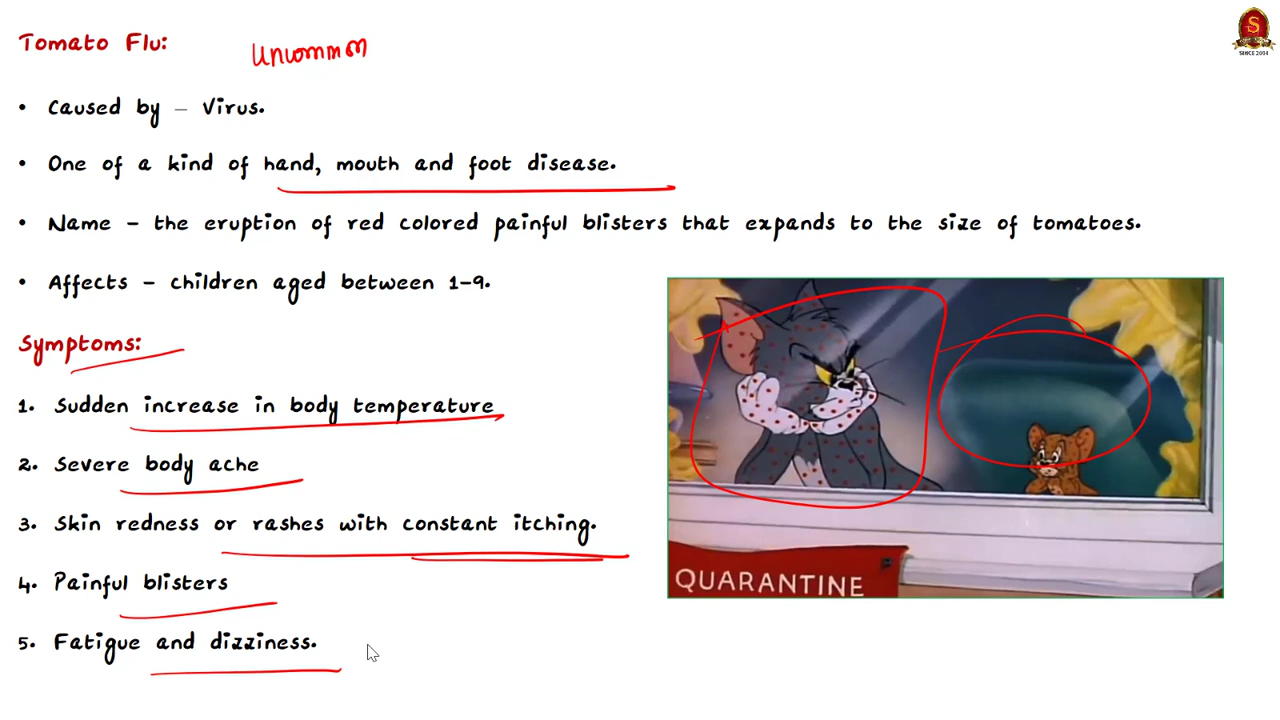 Tomato Flu:
Uncommon
S
SINCE 2004
• Caused by – Virus.
• One of a kind of hand, mouth and foot disease.
• Name - the eruption of red colored painful blisters that expands to the size of tomatoes.
• Affects - children aged between 1-9.
Symptoms:
1. Sudden increase in body temperature
2. Severe body ache
3. Skin redness or rashes with constant itching.
4. Painful blisters
5. Fatigue and dizziness.
QUARANTINE